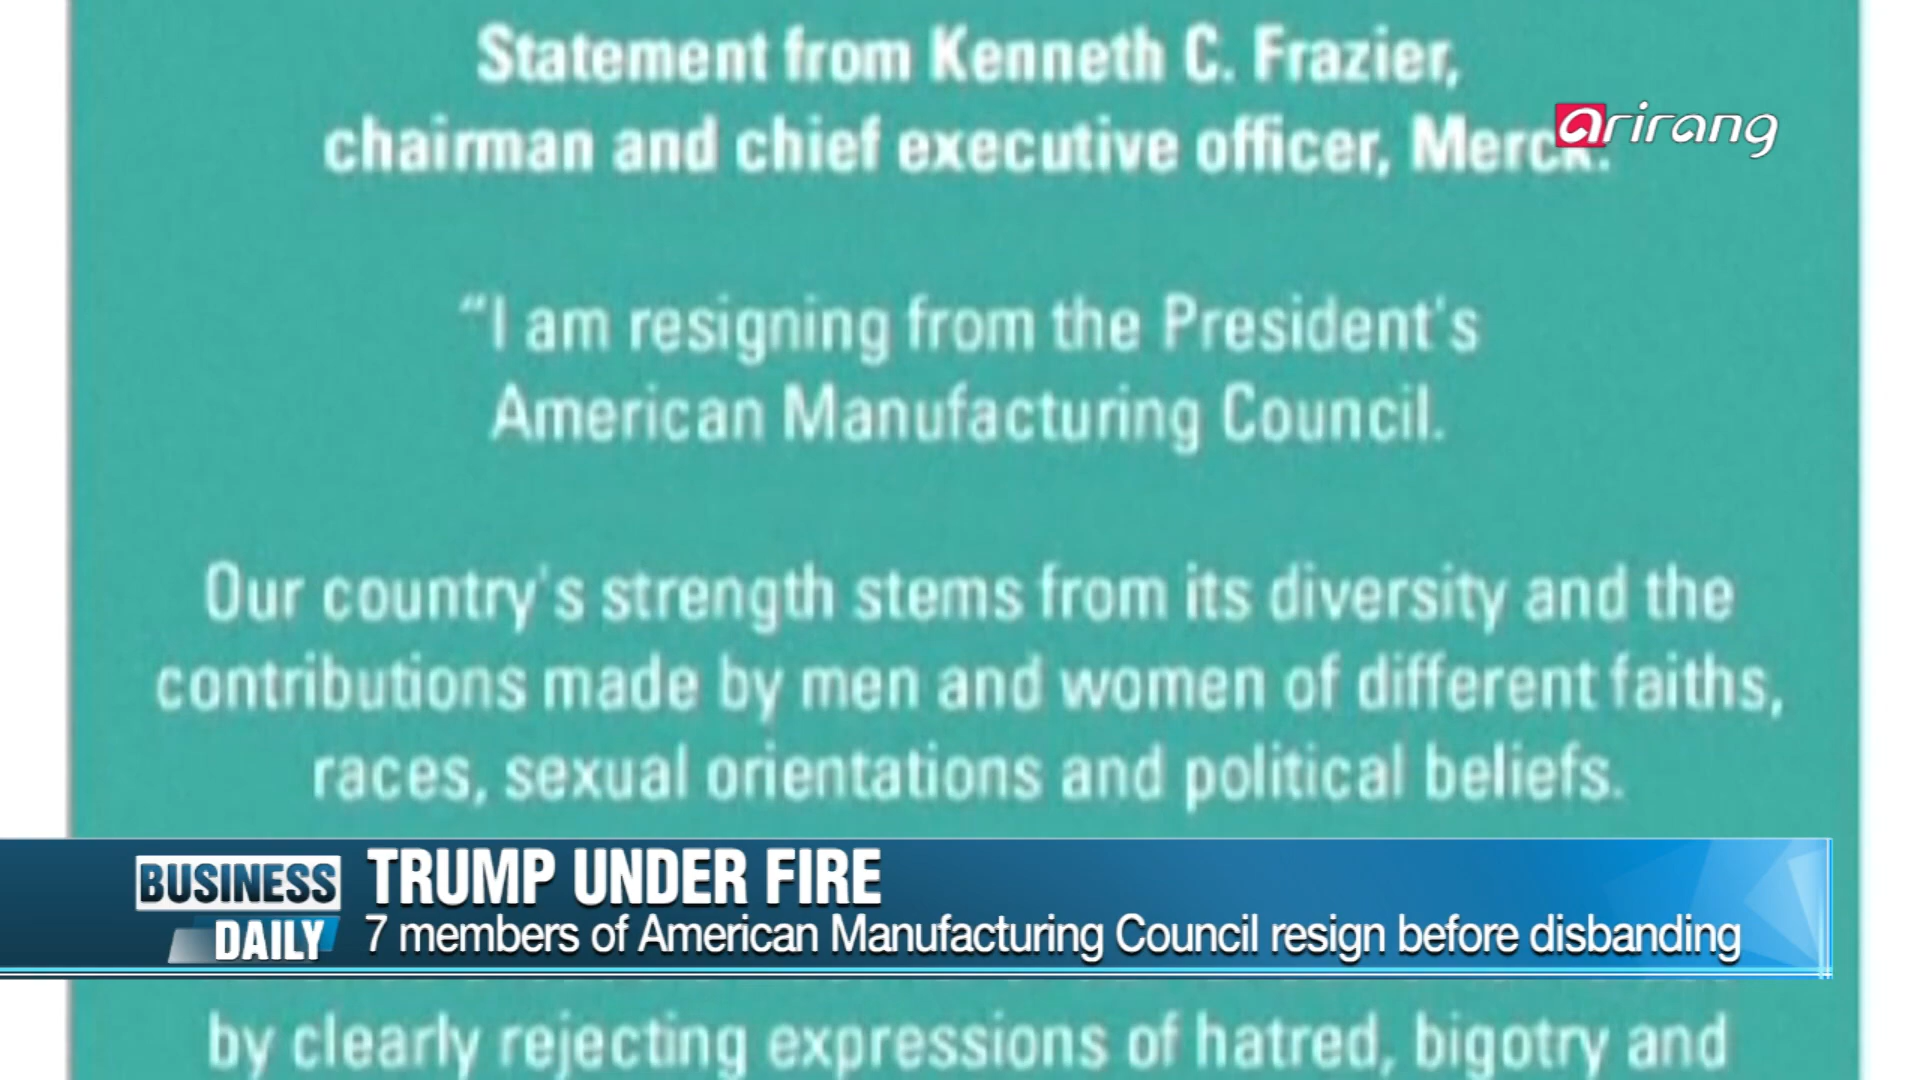 Statement from Kenneth C. Frazier,
chairman and chief executive officer, Merck:
arirang
“I am resigning from the President's
American Manufacturing Council.
Our country's strength stems from its diversity and the
contributions made by men and women of different faiths,
races, sexual orientations and political beliefs.
BUSINESS DAILY
TRUMP UNDER FIRE
7 members of American Manufacturing Council resign before disbanding
by clearly rejecting expressions of hatred, bigotry and